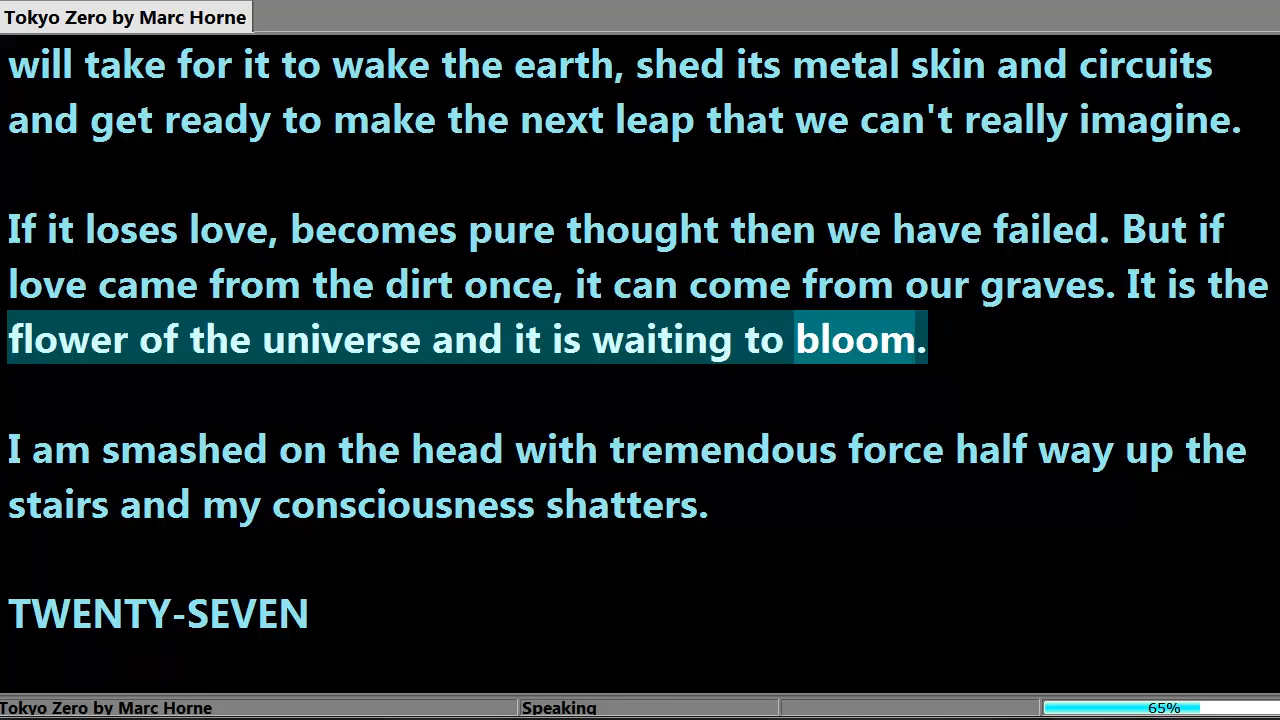 Tokyo Zero by Marc Horne
will take for it to wake the earth, shed its metal skin and circuits
and get ready to make the next leap that we can't really imagine.
If it loses love, becomes pure thought then we have failed. But if
love came from the dirt once, it can come from our graves. It is the
flower of the universe and it is waiting to bloom.
I am smashed on the head with tremendous force half way up the
stairs and my consciousness shatters.
TWENTY-SEVEN
Tokyo Zero by Marc Horne Speaking 65%